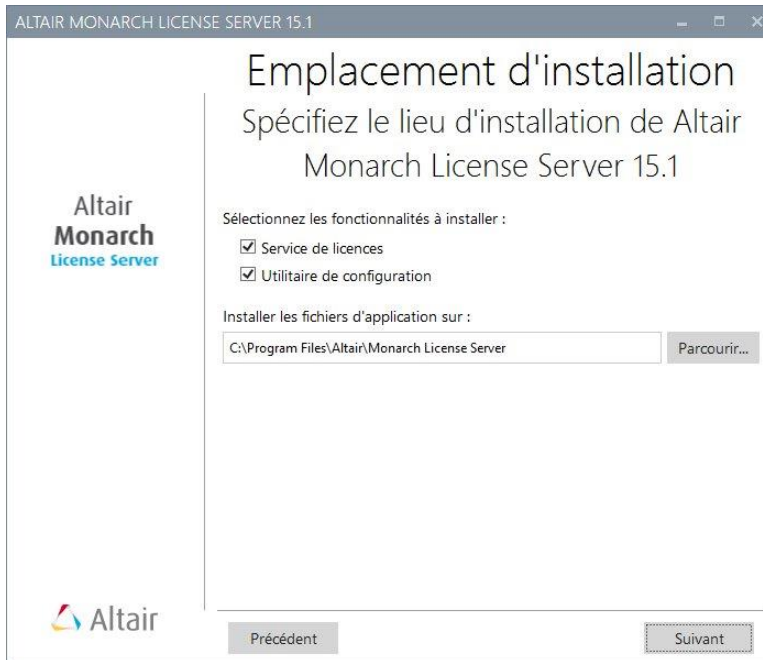 ALTAIR MONARCH LICENSE SERVER 15.1
Emplacement d'installation
Spécifiez le lieu d'installation de Altair
Monarch License Server 15.1
Altair
Monarch
License Server
Sélectionnez les fonctionnalités à installer :
Service de licences
Utilitaire de configuration
Installer les fichiers d'application sur :
C:\Program Files\Altair\Monarch License Server
Parcourir...
Altair
Précédent
Suivant